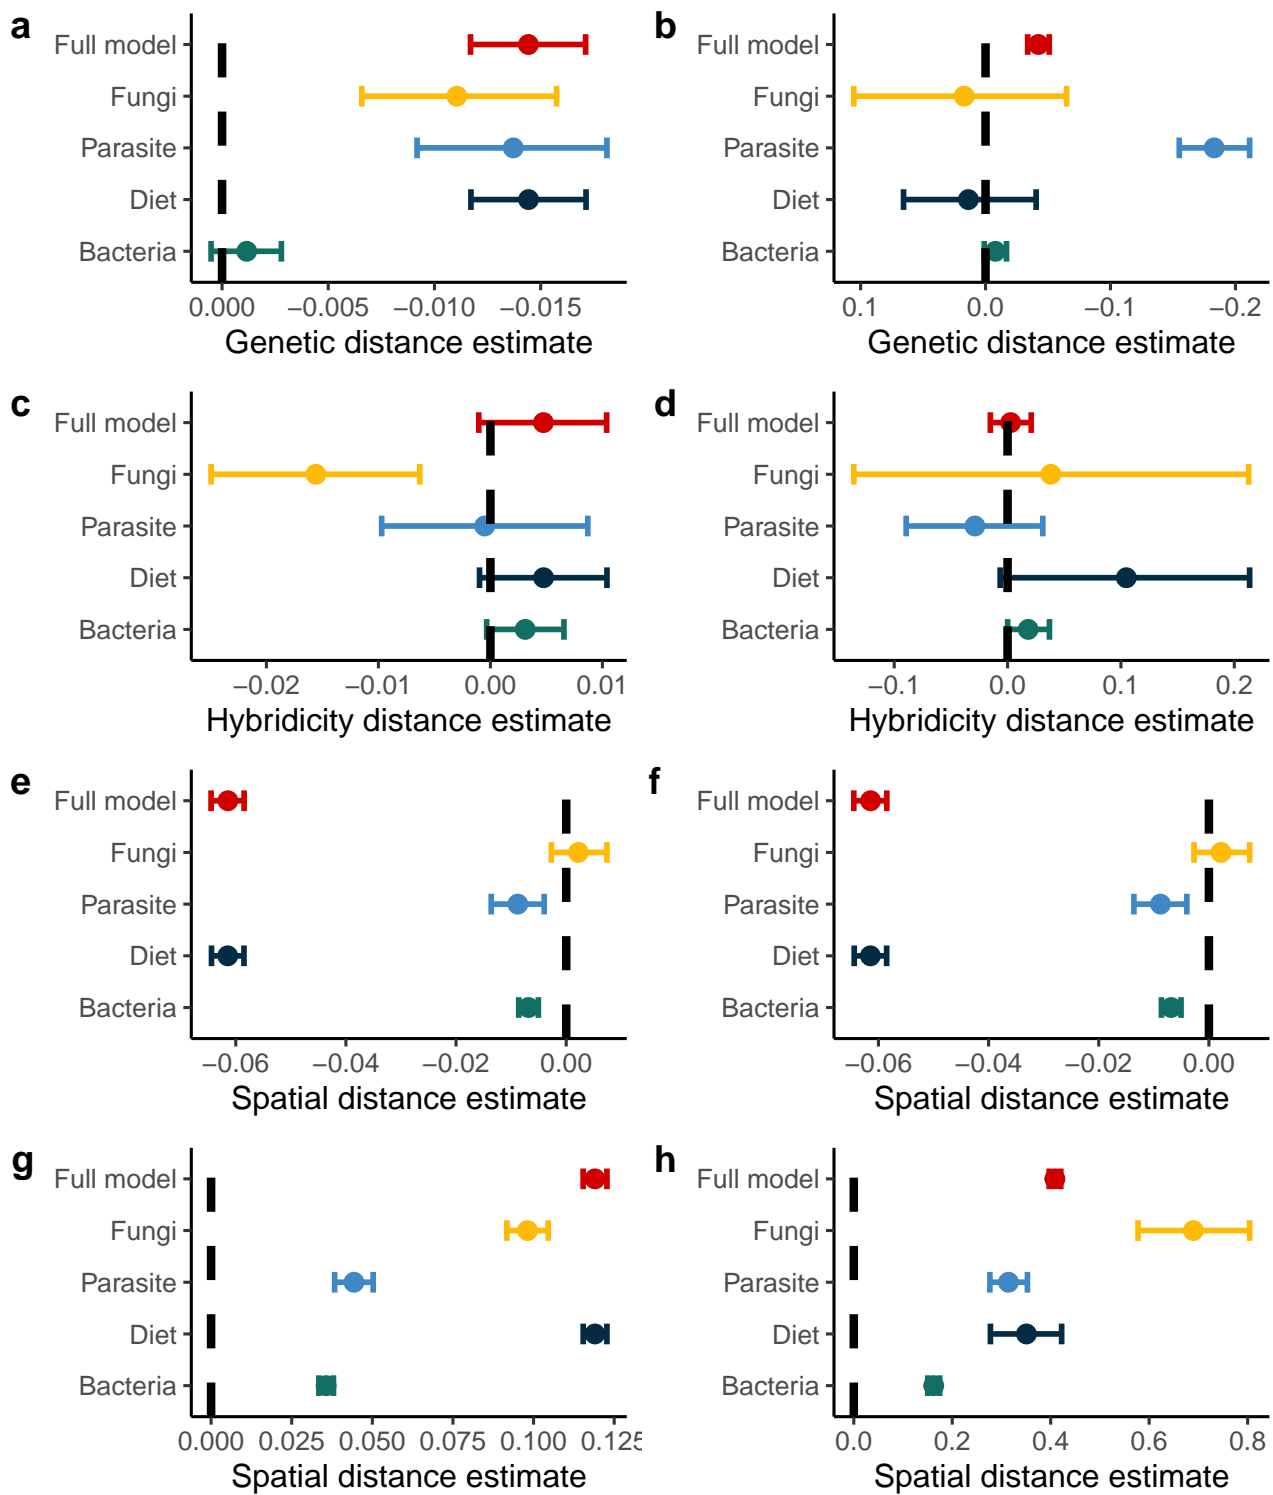 a
Full model
Fungi
Parasite
Diet
Bacteria
0.000 −0.005 −0.010 −0.015
Genetic distance estimate
b
Full model
Fungi
Parasite
Diet
Bacteria
0.1 0.0 −0.1 −0.2
Genetic distance estimate
c
Full model
Fungi
Parasite
Diet
Bacteria
−0.02 −0.01 0.00 0.01
Hybridicity distance estimate
d
Full model
Fungi
Parasite
Diet
Bacteria
−0.1 0.0 0.1 0.2
Hybridicity distance estimate
e
Full model
Fungi
Parasite
Diet
Bacteria
−0.06 −0.04 −0.02 0.00
Spatial distance estimate
f
Full model
Fungi
Parasite
Diet
Bacteria
−0.06 −0.04 −0.02 0.00
Spatial distance estimate
g
Full model
Fungi
Parasite
Diet
Bacteria
0.000 0.025 0.050 0.075 0.100 0.125
Spatial distance estimate
h
Full model
Fungi
Parasite
Diet
Bacteria
0.0 0.2 0.4 0.6 0.8
Spatial distance estimate